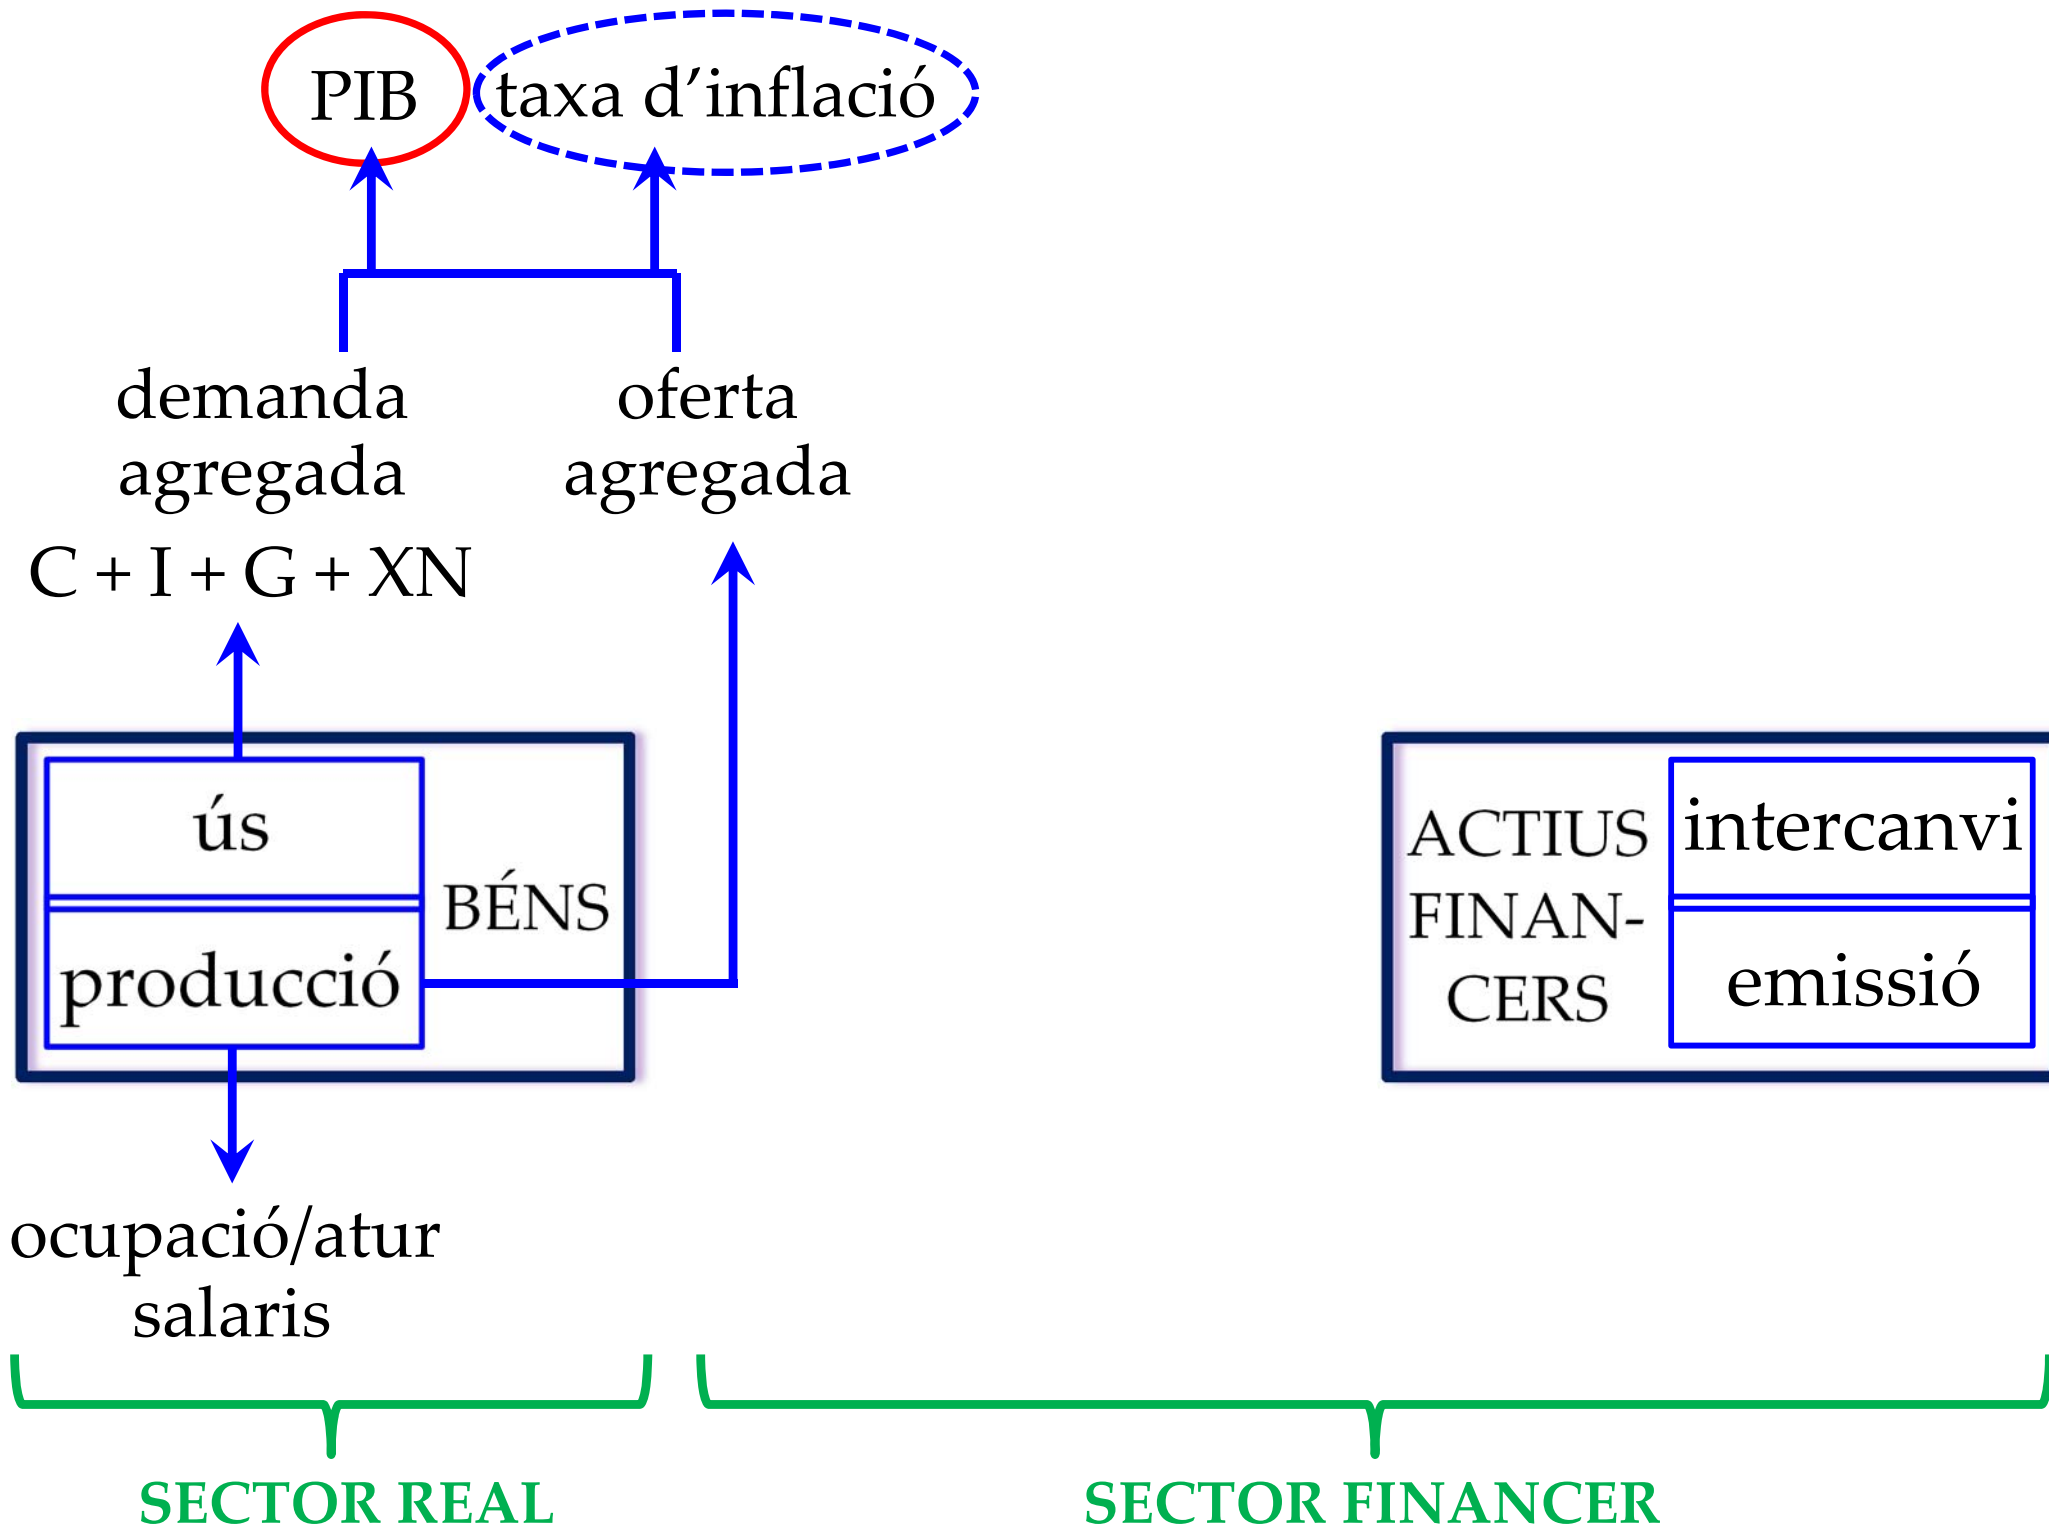 PIB
taxa d’inflació
demanda
agregada
C + I + G + XN
oferta
agregada
ús
producció
BÉNS
ACTIUS
FINAN-
CERS
intercanvi
emissió
ocupació/atur
salaris
SECTOR REAL
SECTOR FINANCER